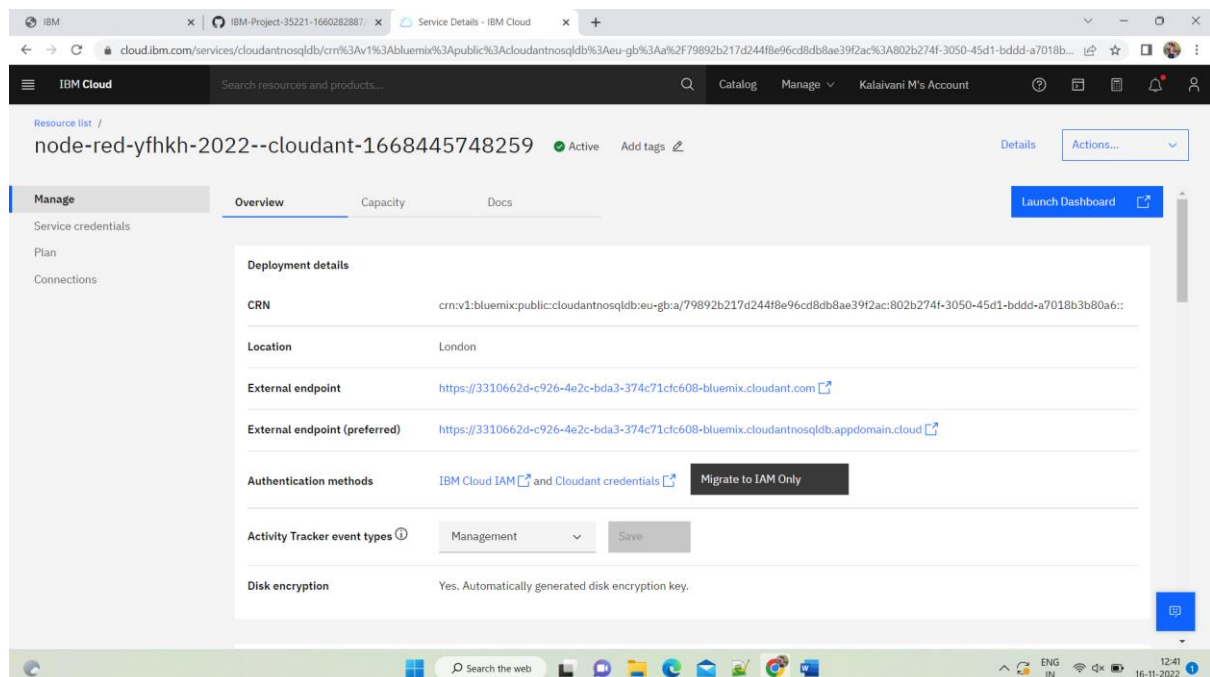 IBM
IBM-Project-35221-1660282887/
Service Details - IBM Cloud
cloud.ibm.com/services/cloudantnosqldb/crn%3Av1%3Abluemix%3Apublic%3Acloudantnosqldb%3Aeu-gb%3Aa%2F79892b217d244f8e96cd8db8ae39f2ac%3A802b274f-3050-45d1-bddd-a7018b...
IBM Cloud
Search resources and products...
Catalog
Manage
Kalaivani M's Account
Resource list /
node-red-yfhkh-2022--cloudant-1668445748259
Active
Add tags
Details
Actions...
Manage
Service credentials
Plan
Connections
Overview
Capacity
Docs
Launch Dashboard
Deployment details
CRN
crn:v1:bluemix:public:cloudantnosqldb:eu-gb:a/79892b217d244f8e96cd8db8ae39f2ac:802b274f-3050-45d1-bddd-a7018b3b80a6::
Location
London
External endpoint
https://3310662d-c926-4e2c-bda3-374c71cfc608-bluemix.cloudant.com
External endpoint (preferred)
https://3310662d-c926-4e2c-bda3-374c71cfc608-bluemix.cloudantnosqldb.appdomain.cloud
Authentication methods
IBM Cloud IAM and Cloudant credentials
Migrate to IAM Only
Activity Tracker event types
Management
Save
Disk encryption
Yes. Automatically generated disk encryption key.
Search the web
ENG
IN
12:41
16-11-2022
1